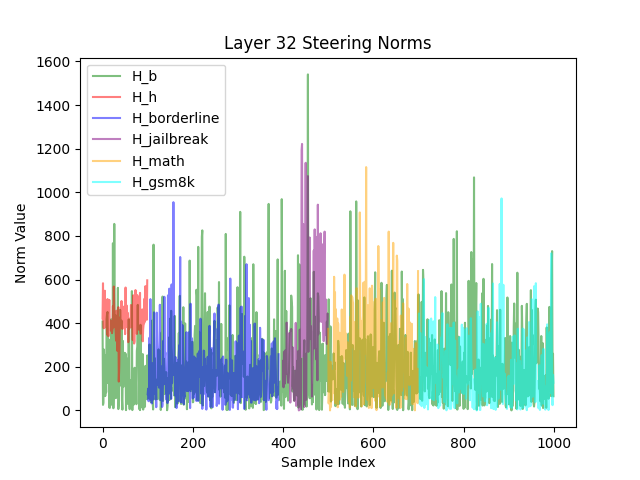 Layer 32 Steering Norms
H_b
H_h
H_borderline
H_jailbreak
H_math
H_gsm8k
1600
1400
1200
1000
800
600
400
200
0
Norm Value
0 200 400 600 800 1000
Sample Index